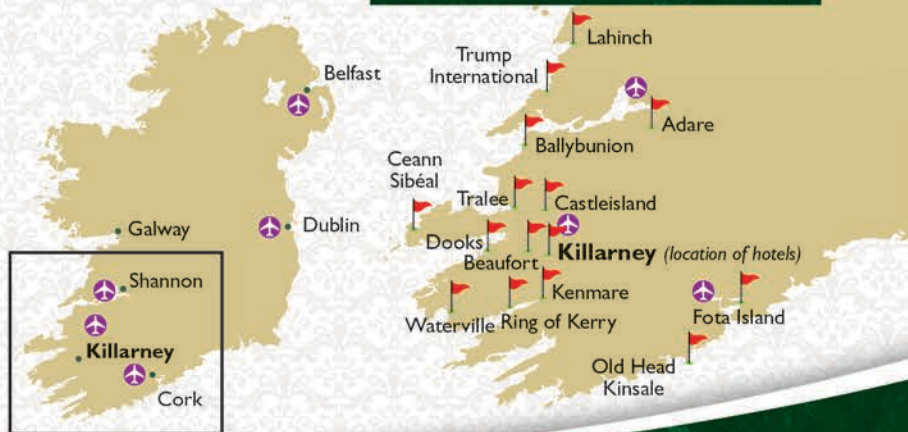 Belfast
Dublin
Galway
Shannon
Killarney
Cork
Lahinch
Trump
International
Adare
Ballybunion
Ceann
Sibéal
Tralee
Castleisland
Dooks
Beaufort
Killarney (location of hotels)
Kenmare
Waterville
Ring of Kerry
Fota Island
Old Head
Kinsale